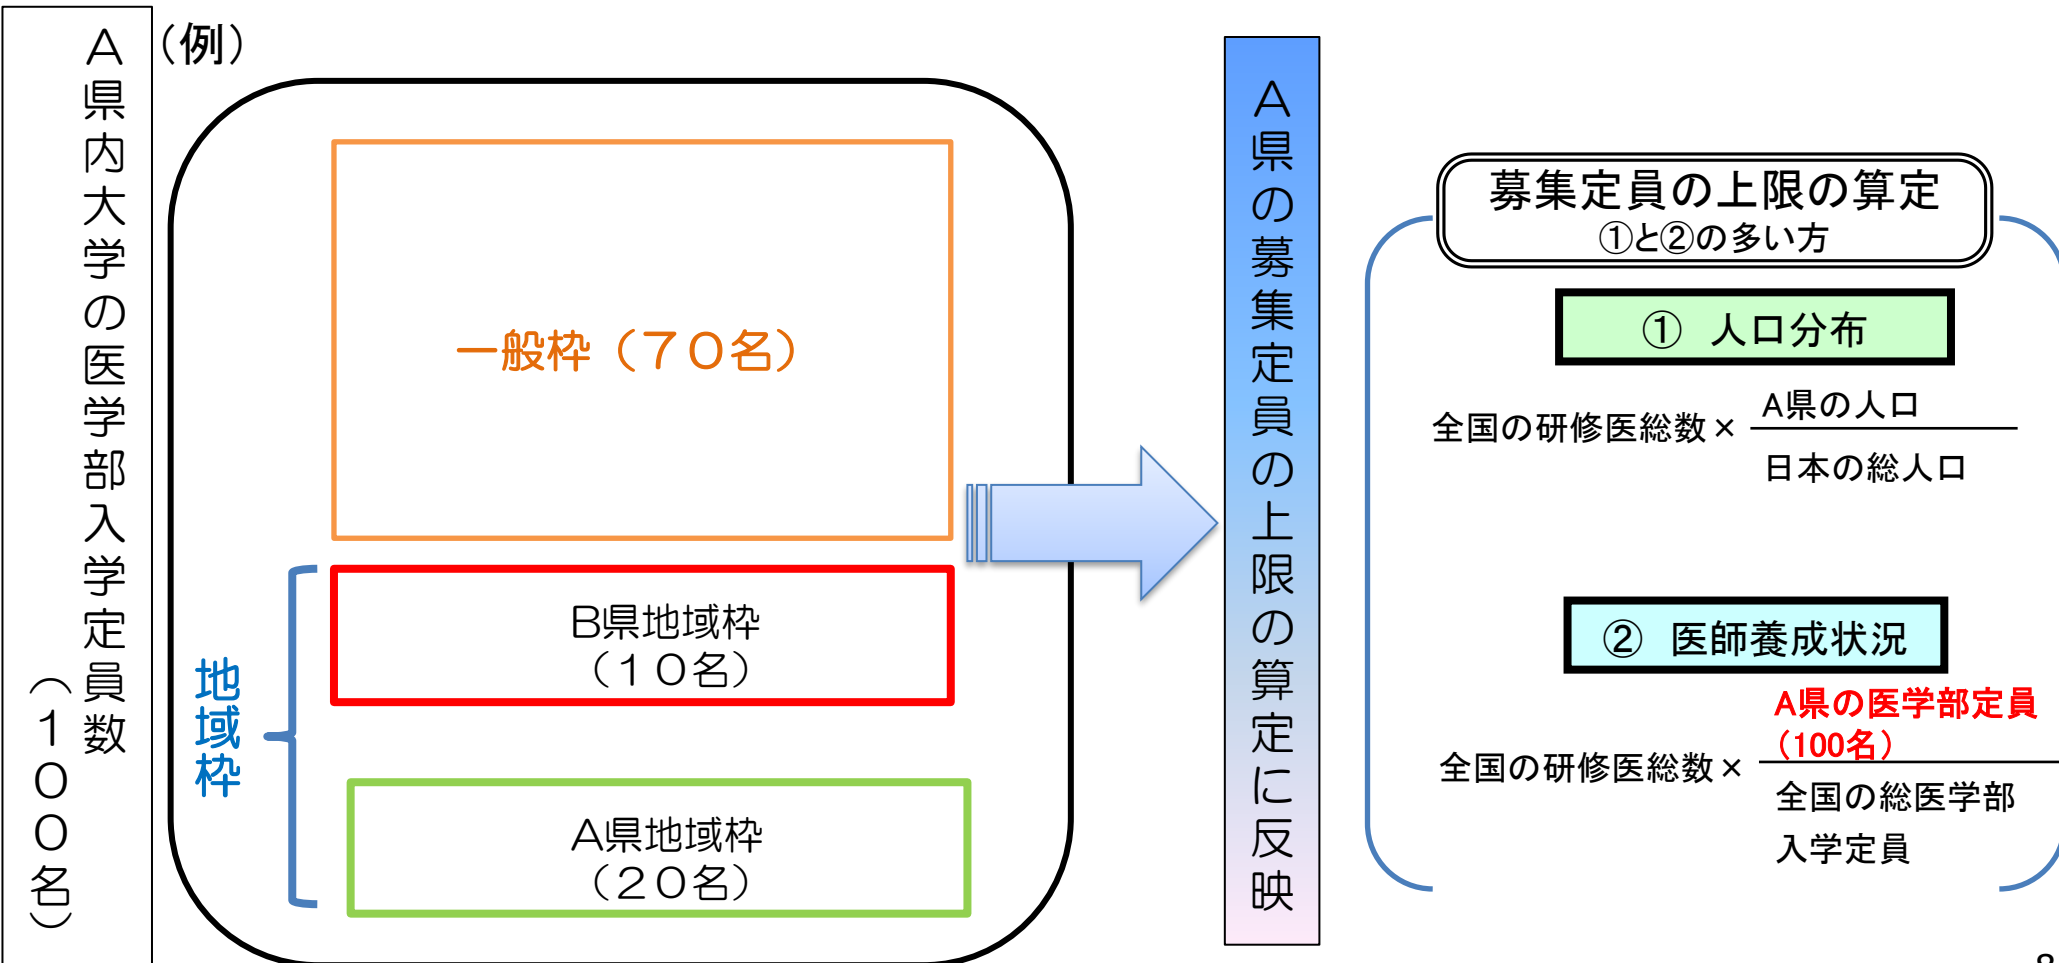 A県内大学の医学部入学定員数
（１００名）
（例）
一般枠（７０名）
地域枠
B県地域枠
（１０名）
A県地域枠
（２０名）
A県の募集定員の上限の算定に反映
募集定員の上限の算定
①と②の多い方
① 人口分布
全国の研修医総数×
A県の人口
日本の総人口
② 医師養成状況
全国の研修医総数×
A県の医学部定員
（100名）
全国の総医学部
入学定員